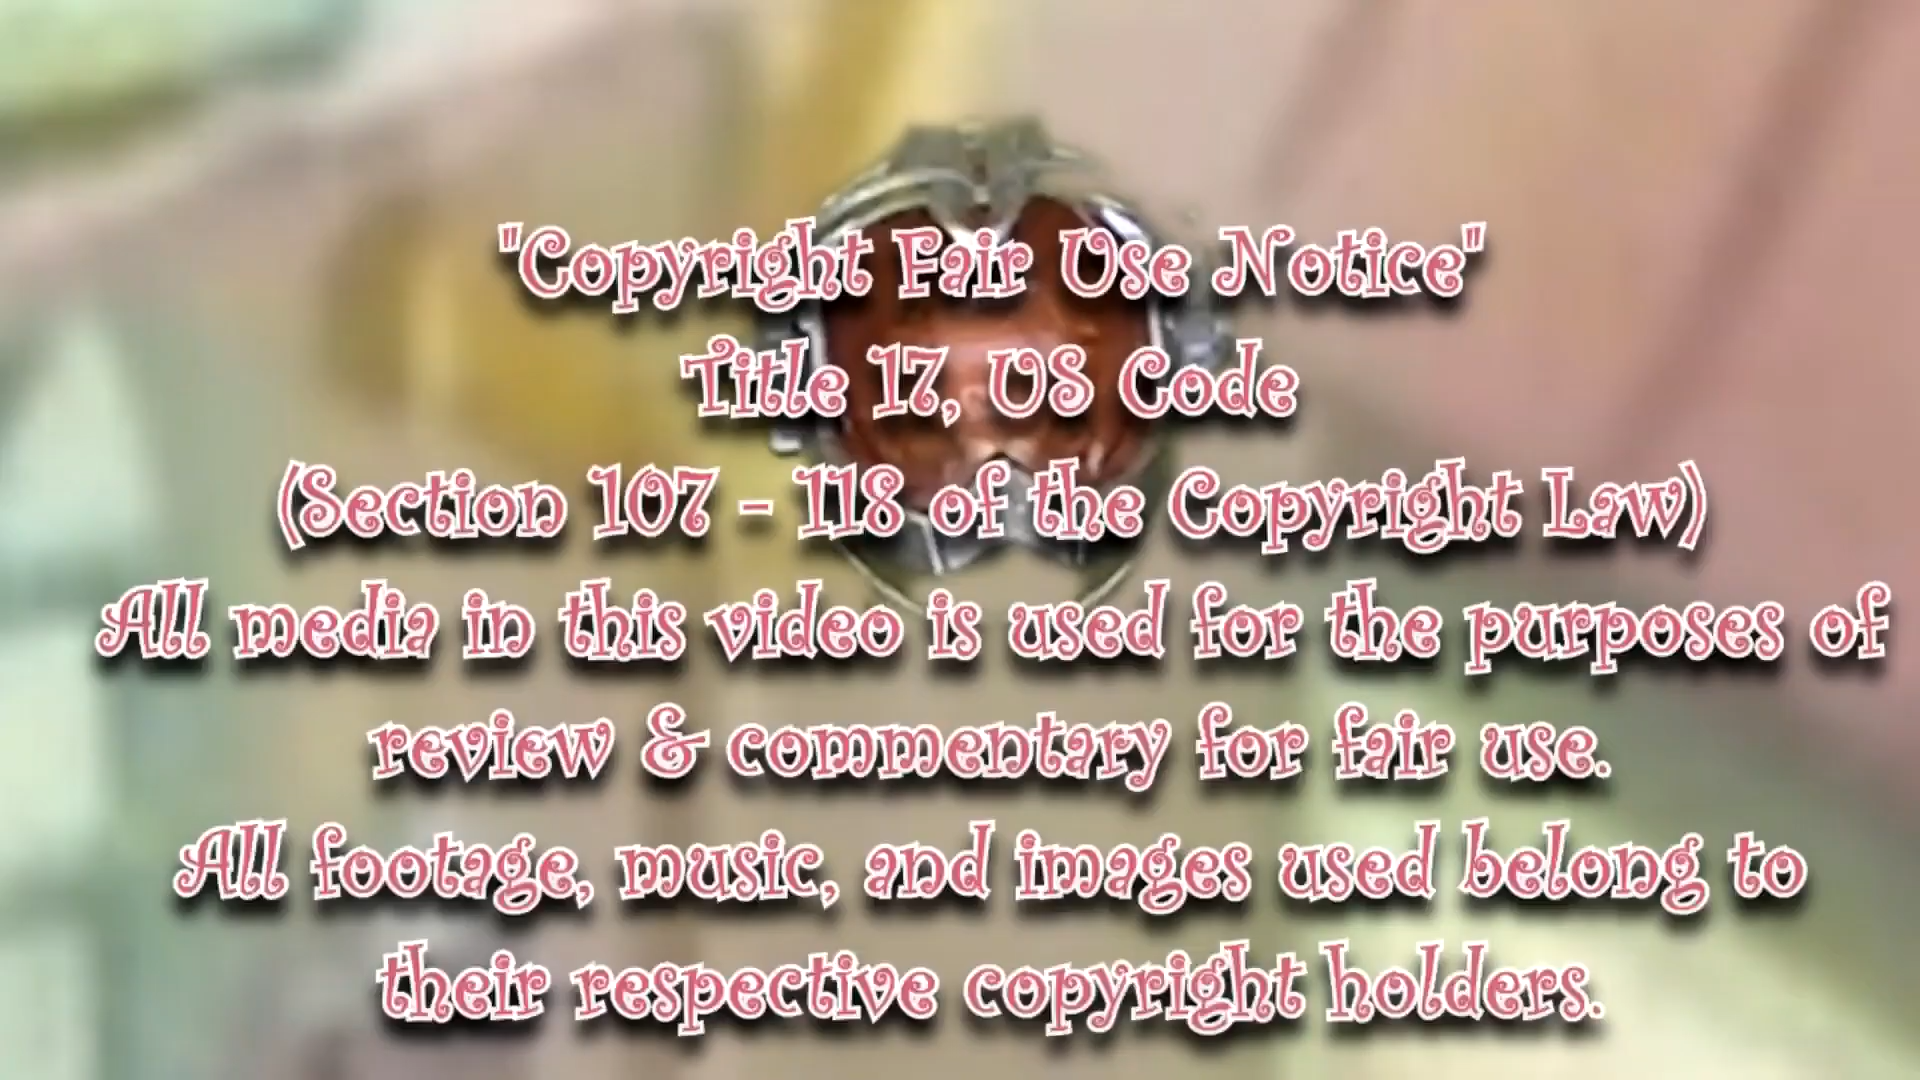 "Copyright Fair Use Notice"
Title 17, US Code
(Section 107 - 118 of the Copyright Law)
All media in this video is used for the purposes of
review & commentary for fair use.
All footage, music, and images used belong to
their respective copyright holders.